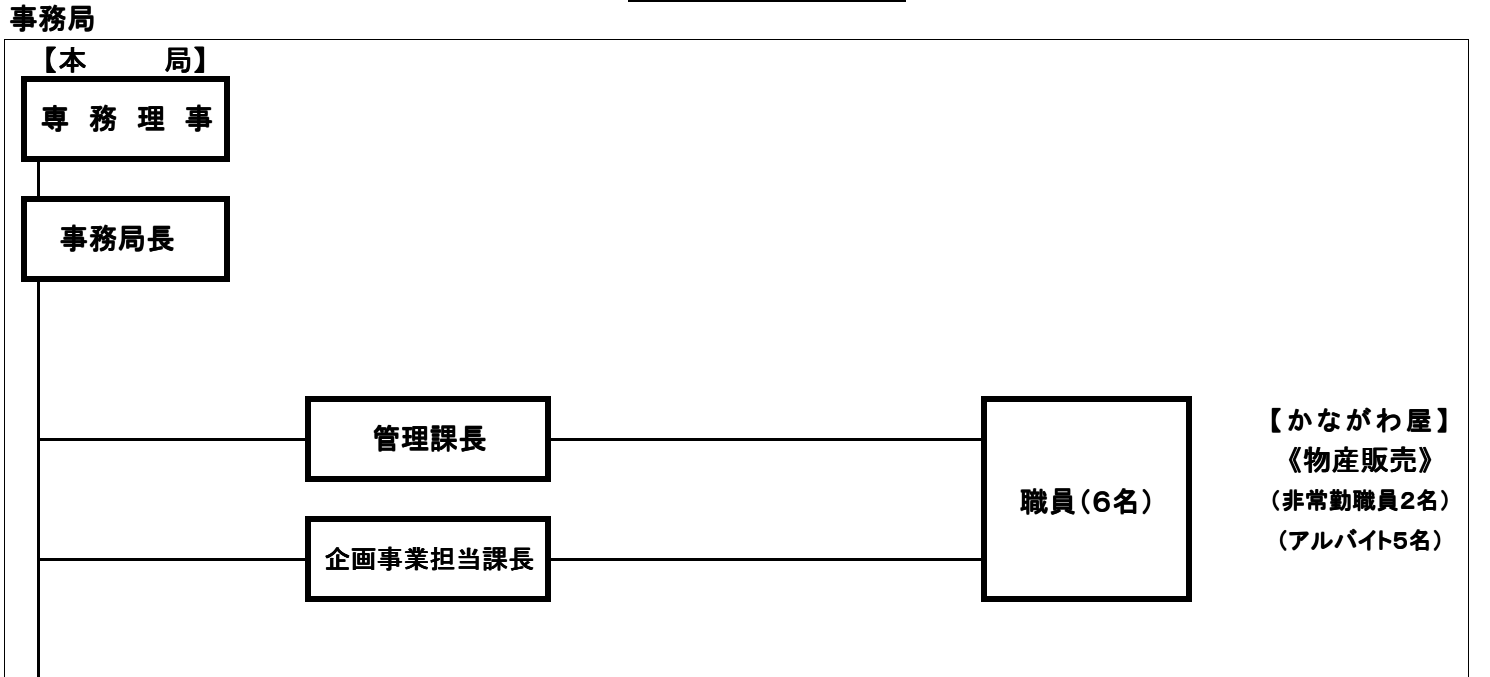 事務局
【本　　局】
専 務 理 事
事務局長
管理課長
企画事業担当課長
職員(6名)
【かながわ屋】
《物産販売》
(非常勤職員2名)
(アルバイト5名)